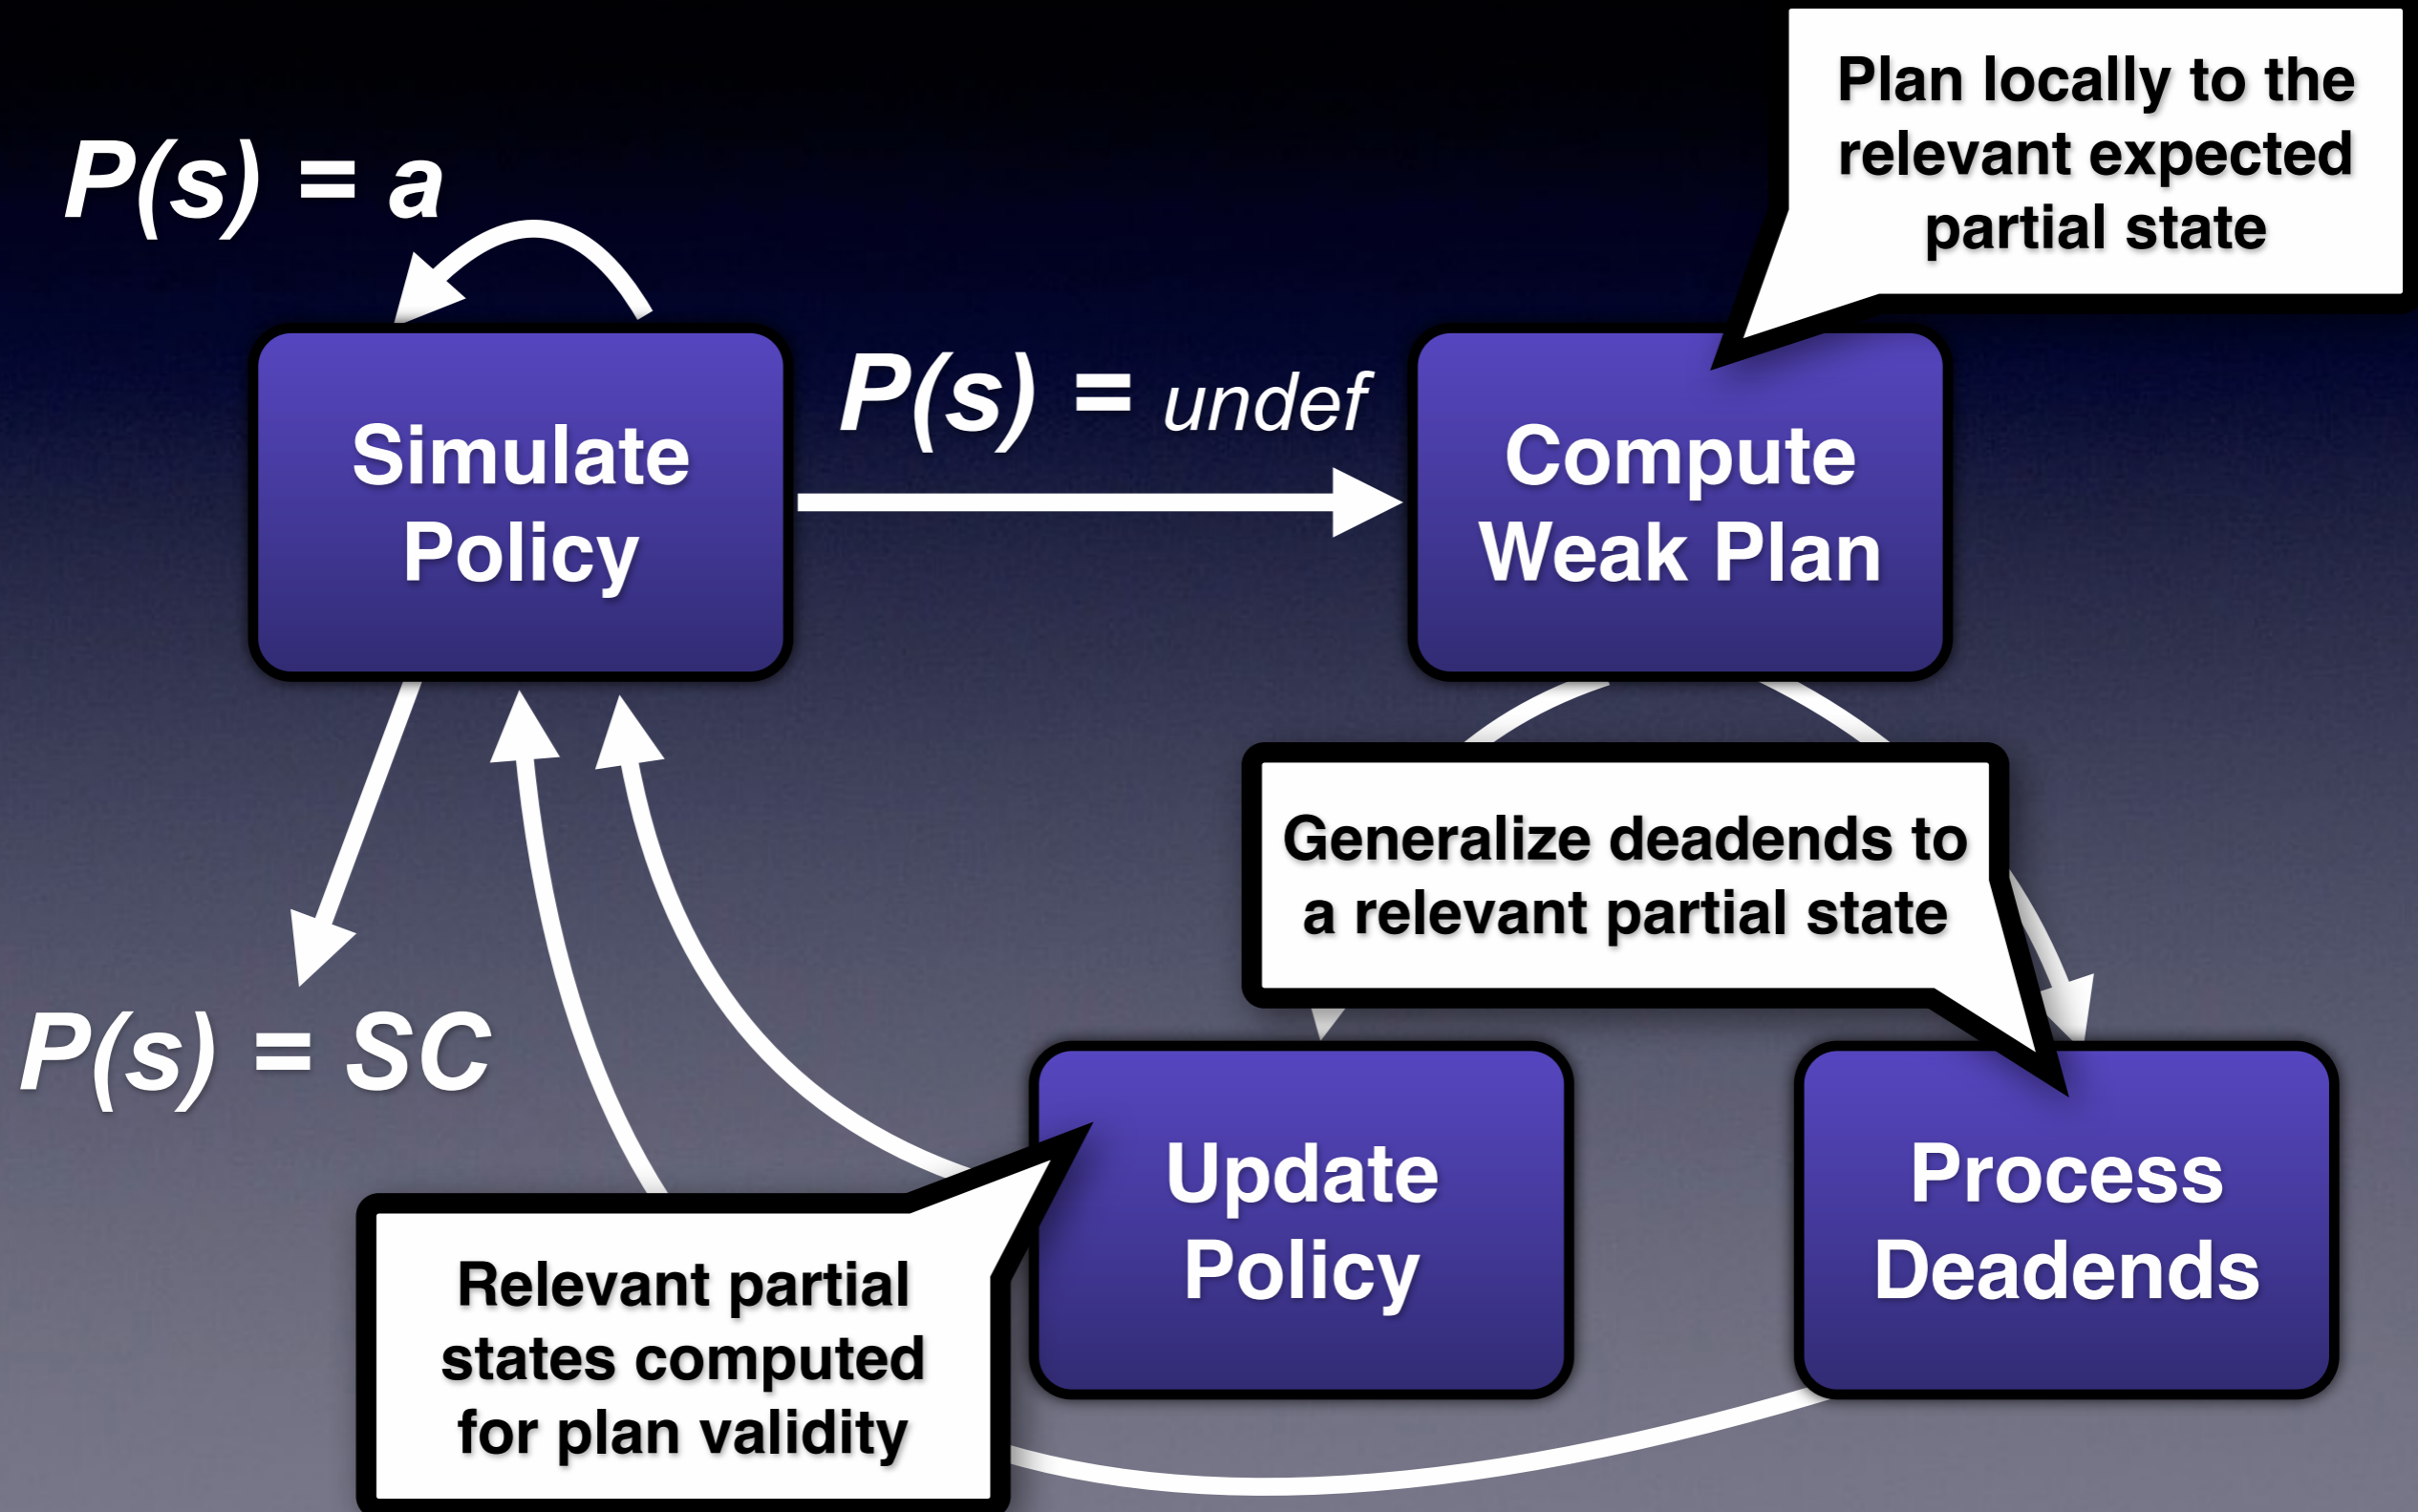 Plan locally to the
relevant expected
partial state
P(s) = a
P(s) = undef
Simulate
Policy
Compute
Weak Plan
Generalize deadends to
a relevant partial state
P(s) = SC
Update
Policy
Process
Deadends
Relevant partial
states computed
for plan validity